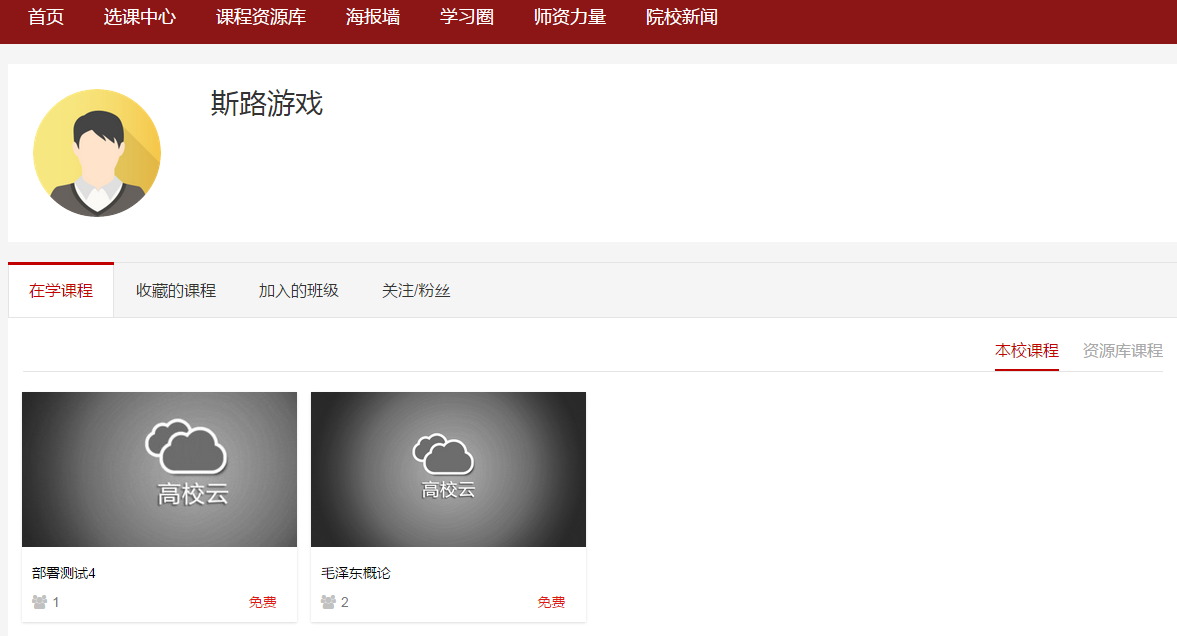 首页 选课中心 课程资源库 海报墙 学习圈 师资力量 院校新闻
斯路游戏
在学课程 收藏的课程 加入的班级 关注/粉丝
本校课程 资源库课程
高校云 高校云
部署测试4 毛泽东概论
1 免费 2 免费